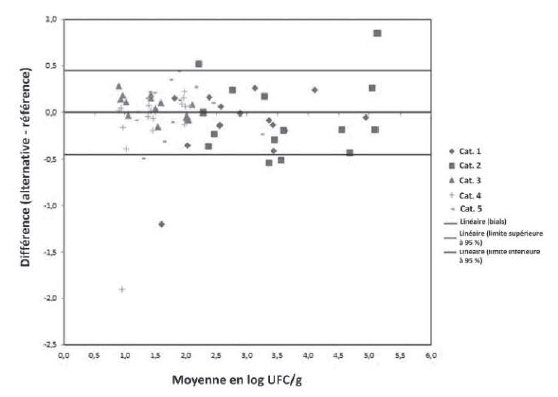 Différence (alternative - référence)
1,0
0,5
0,0
-0,5
-1,0
-1,5
-2,0
-2,5
0,0 0,5 1,0 1,5 2,0 2,5 3,0 3,5 4,0 4,5 5,0 5,5 6,0
Moyenne en log UFC/g
Cat. 1
Cat. 2
Cat. 3
Cat. 4
Cat. 5
Linéaire (biais)
Linéaire (limite supérieure
à 95 %)
Linéaire (limite inférieure
à 95 %)